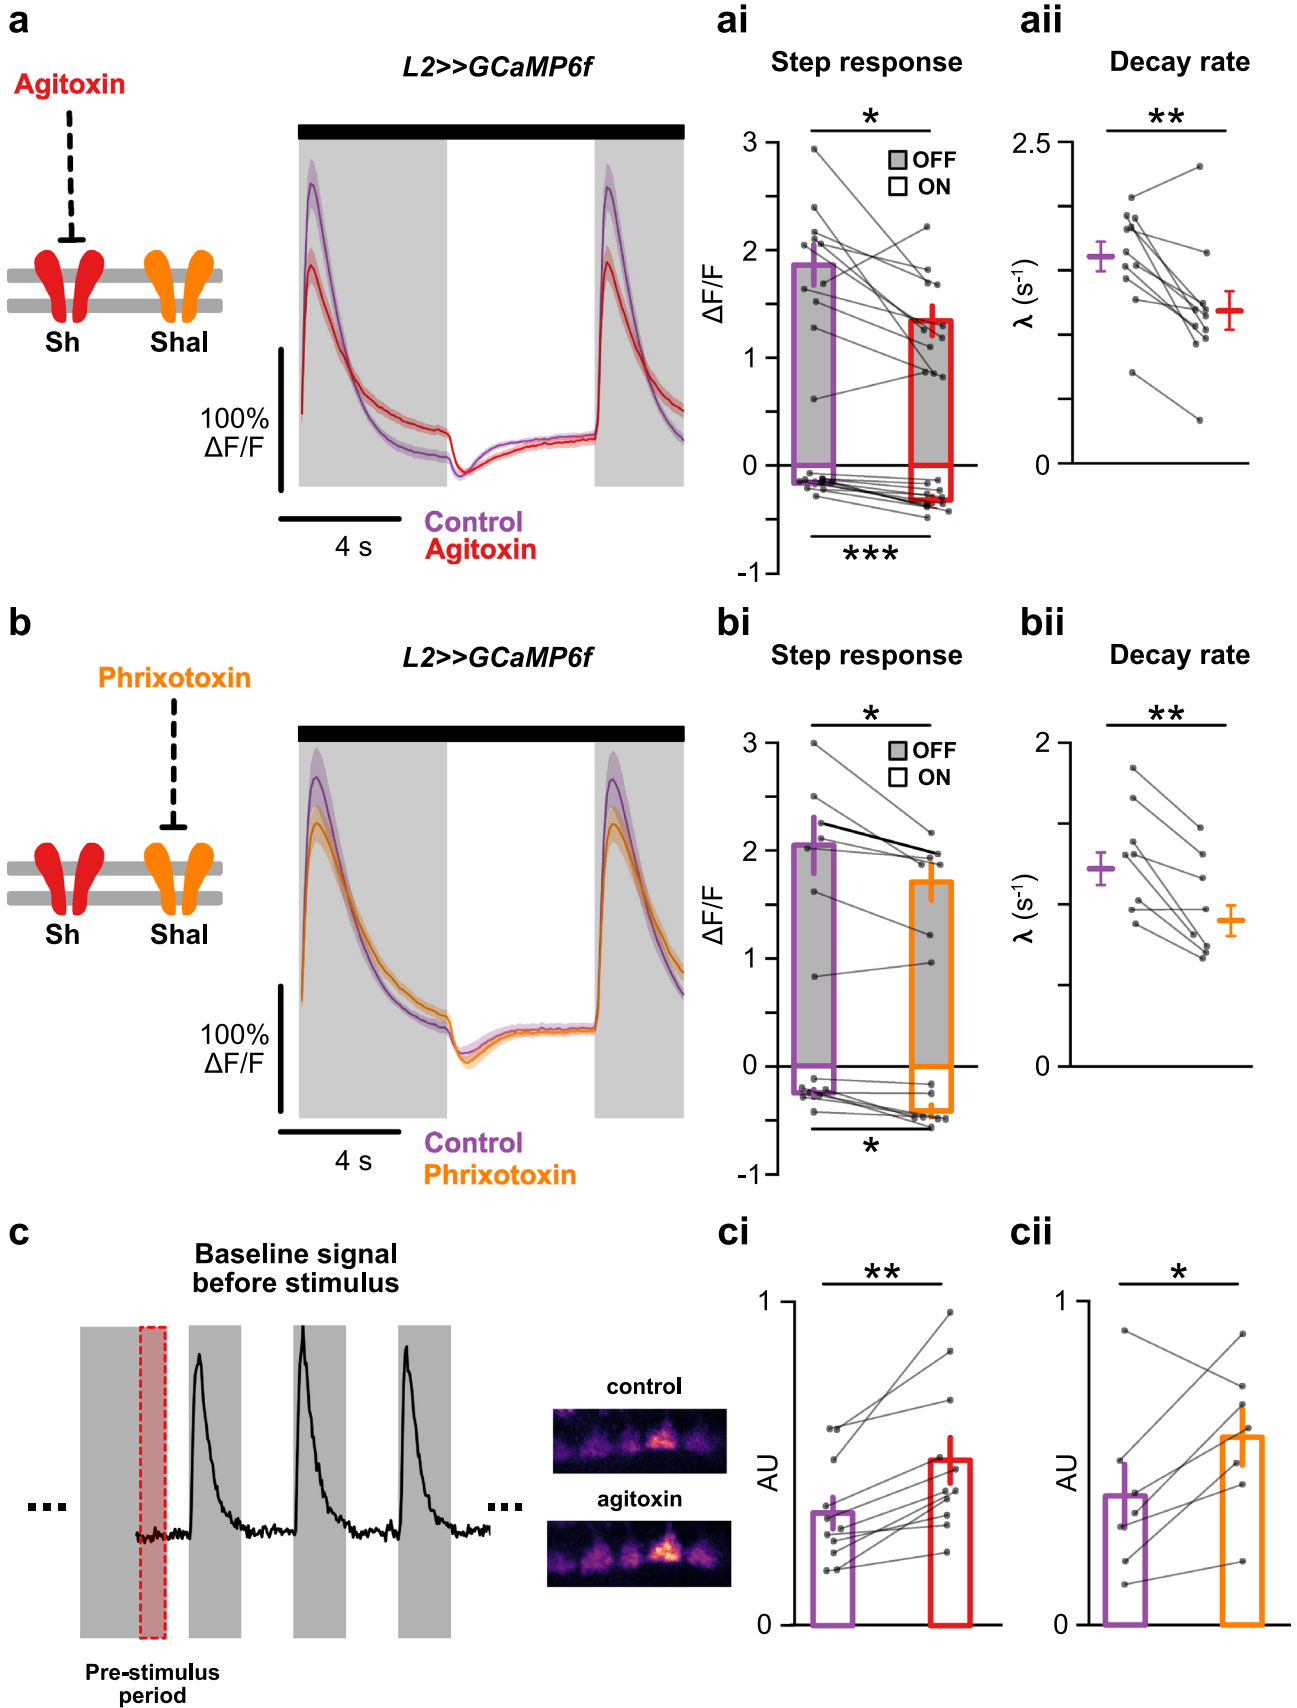 a
Agitoxin
Sh
Shal
L2>>GCaMP6f
100%
ΔF/F
4 s
Control
Agitoxin
ai
Step response
*
OFF
ON
ΔF/F
3
2
1
0
-1
***
aii
Decay rate
**
λ (s⁻¹)
2.5
0
b
Phrixotoxin
Sh
Shal
L2>>GCaMP6f
100%
ΔF/F
4 s
Control
Phrixotoxin
bi
Step response
*
OFF
ON
ΔF/F
3
2
1
0
-1
*
bii
Decay rate
**
λ (s⁻¹)
2
0
c
Baseline signal
before stimulus
...
...
Pre-stimulus
period
control
agitoxin
ci
**
AU
1
0
cii
*
AU
1
0